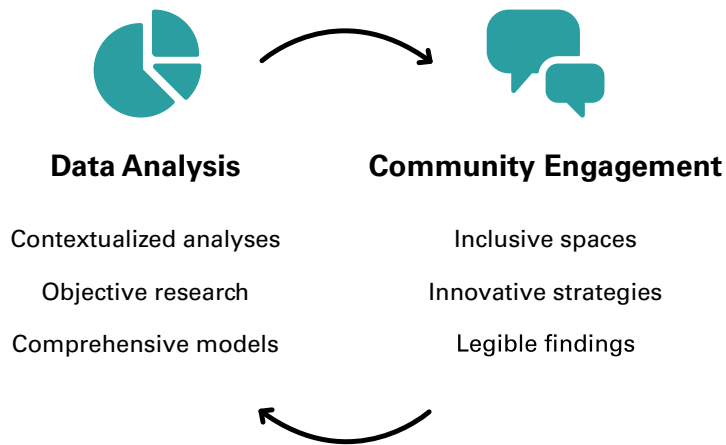 Data Analysis
Contextualized analyses
Objective research
Comprehensive models
Community Engagement
Inclusive spaces
Innovative strategies
Legible findings